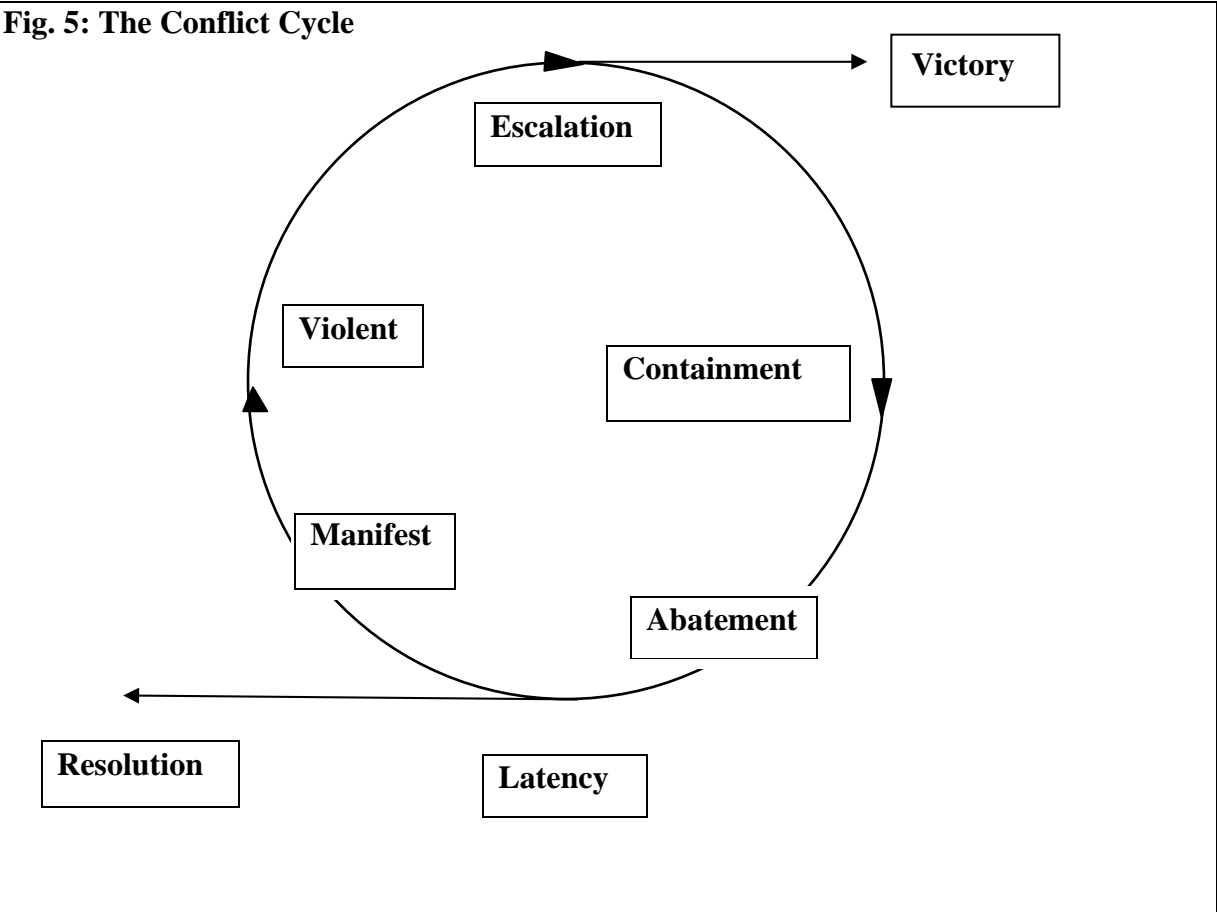 Fig. 5: The Conflict Cycle
Victory
Escalation
Violent
Containment
Manifest
Abatement
Resolution
Latency